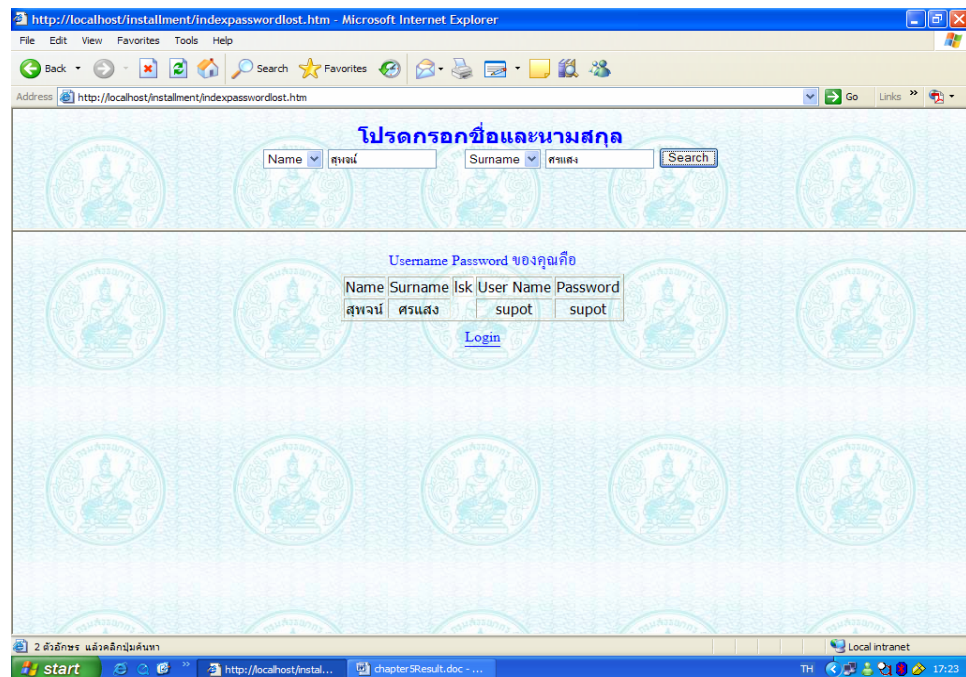 http://localhost/installment/indexpasswordlost.htm - Microsoft Internet Explorer
File Edit View Favorites Tools Help
Back Search Favorites
Address http://localhost/installment/indexpasswordlost.htm Go Links »
โปรดกรอกชื่อและนามสกุล
Name สุพจน์ Surname ศรแสง Search
Username Password ของคุณคือ
Name Surname Isk User Name Password
สุพจน์ ศรแสง supot supot
Login
2 ตัวอักษร แล้วคลิกปุ่มค้นหา Local intranet
start » http://localhost/instal... chapter5Result.doc - ... TH 17:23